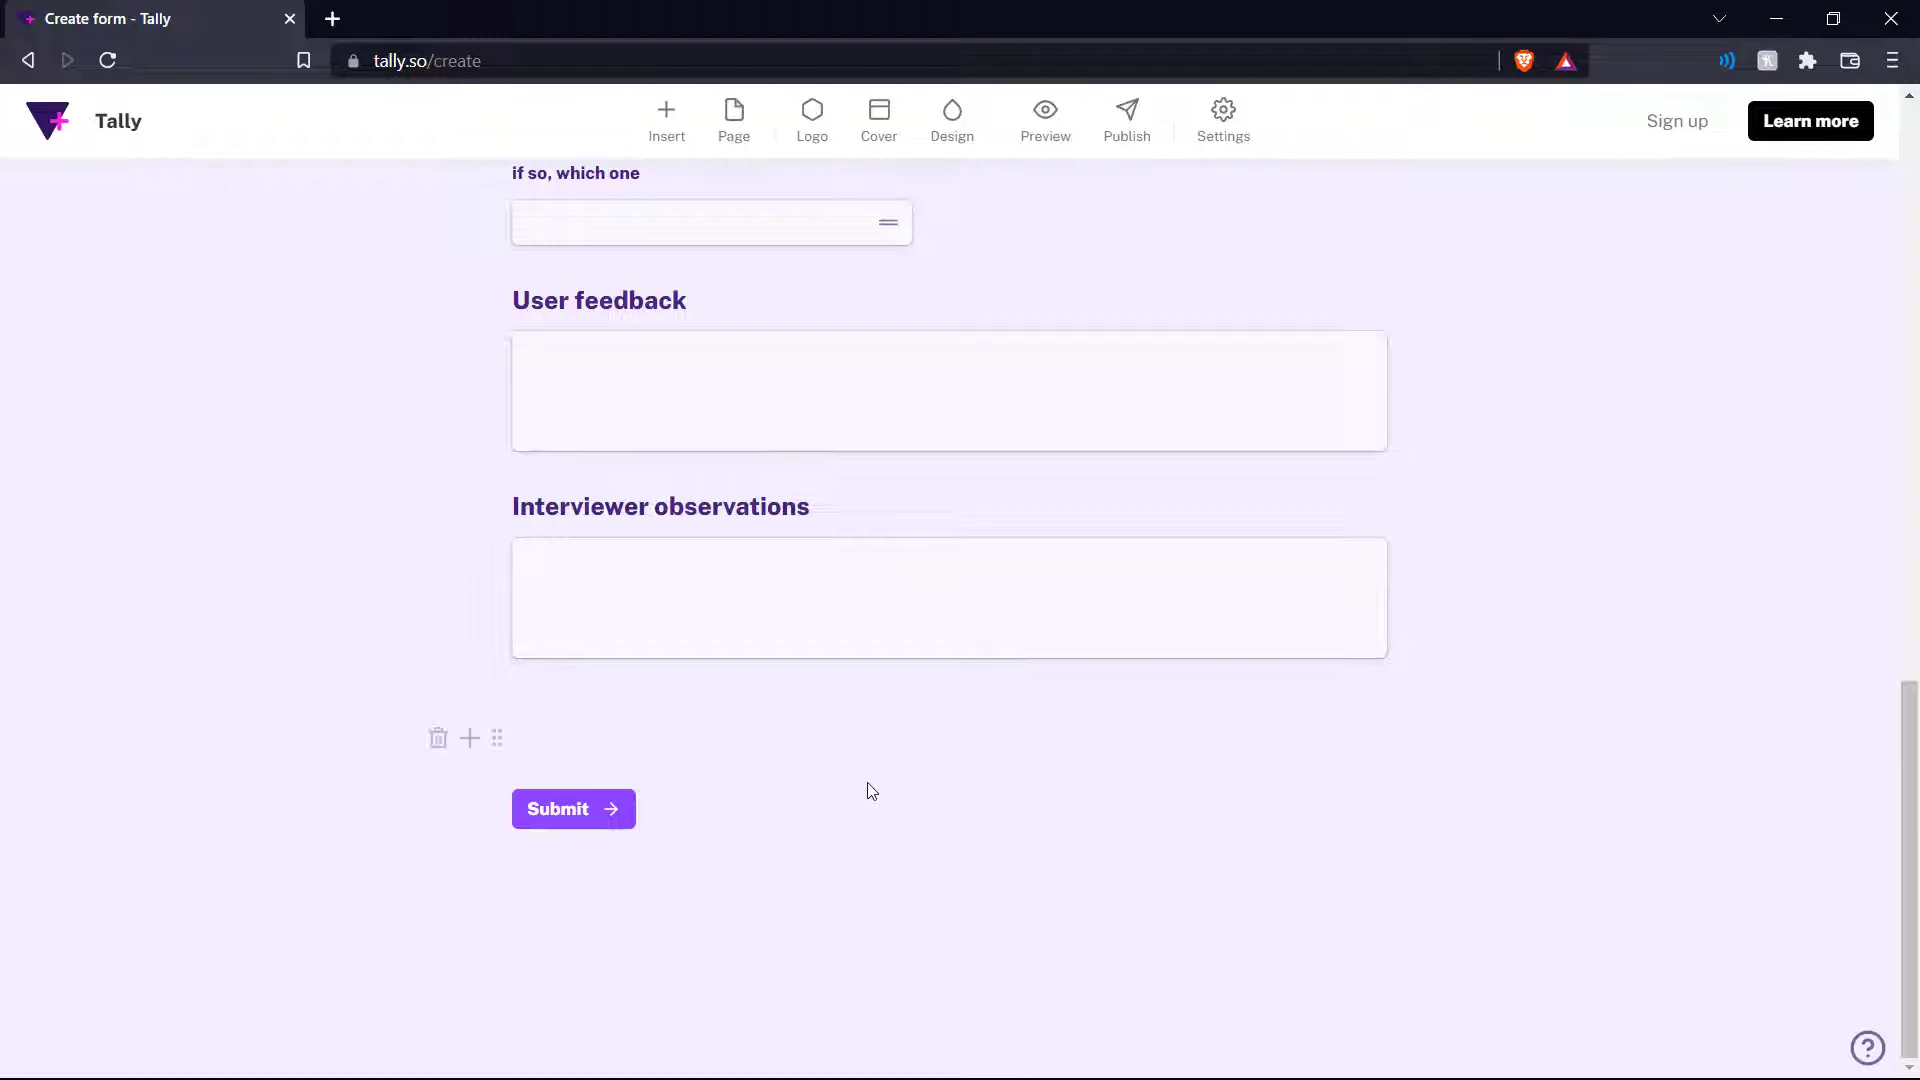 Create form - Tally
tally.so/create
Tally
Insert
Page
Logo
Cover
Design
Preview
Publish
Settings
Sign up
Learn more
if so, which one
User feedback
Interviewer observations
Submit